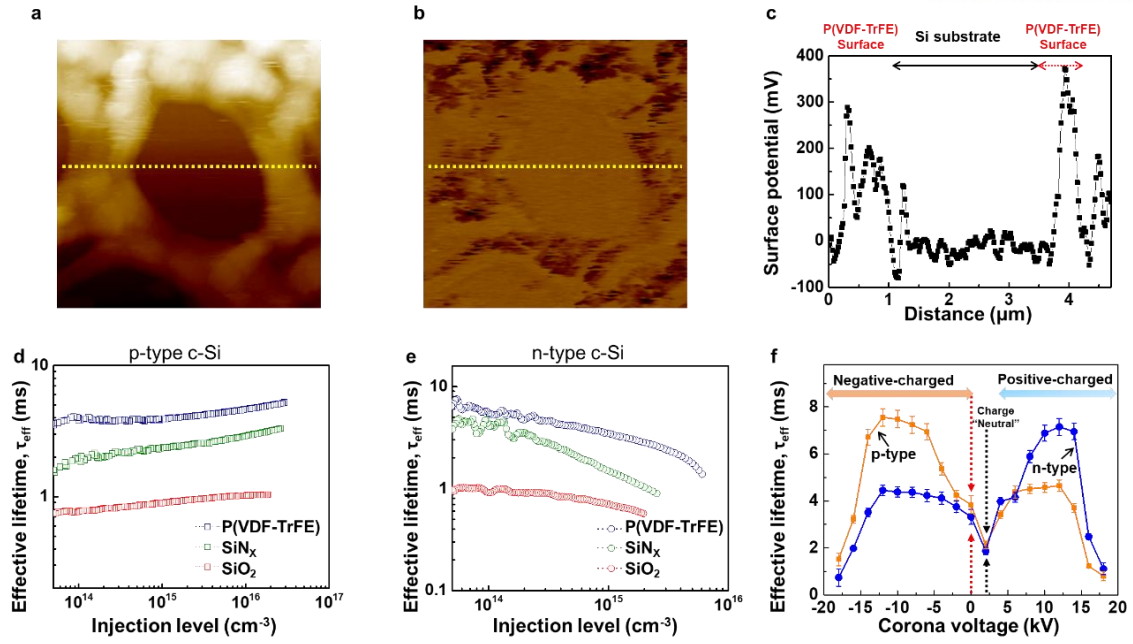 a
b
c
P(VDF-TrFE)
Surface
Si substrate
P(VDF-TrFE)
Surface
400
300
200
100
0
-100
Surface potential (mV)
0
1
2
3
4
Distance (μm)
d
p-type c-Si
10
1
Effective lifetime, τeff (ms)
P(VDF-TrFE)
SiNX
SiO2
10^14
10^15
10^16
10^17
Injection level (cm-3)
e
n-type c-Si
10
1
0.1
Effective lifetime, τeff (ms)
P(VDF-TrFE)
SiNX
SiO2
10^14
10^15
10^16
Injection level (cm-3)
f
Negative-charged
Positive-charged
Charge
"Neutral"
p-type
n-type
8
6
4
2
0
Effective lifetime, τeff (ms)
-20
-15
-10
-5
0
5
10
15
20
Corona voltage (kV)